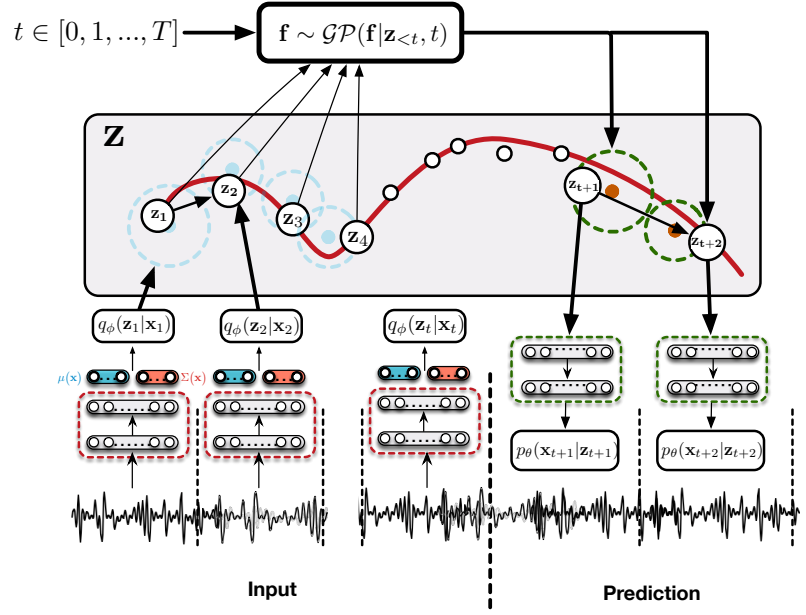 t ∈ [0, 1, ..., T]
f ∼ GP(f|z<t, t)
z
z1
z2
z3
z4
zt+1
zt+2
qϕ(z1|x1)
qϕ(z2|x2)
qϕ(zt|xt)
μ(x)
Σ(x)
pθ(xt+1|zt+1)
pθ(xt+2|zt+2)
Input
Prediction